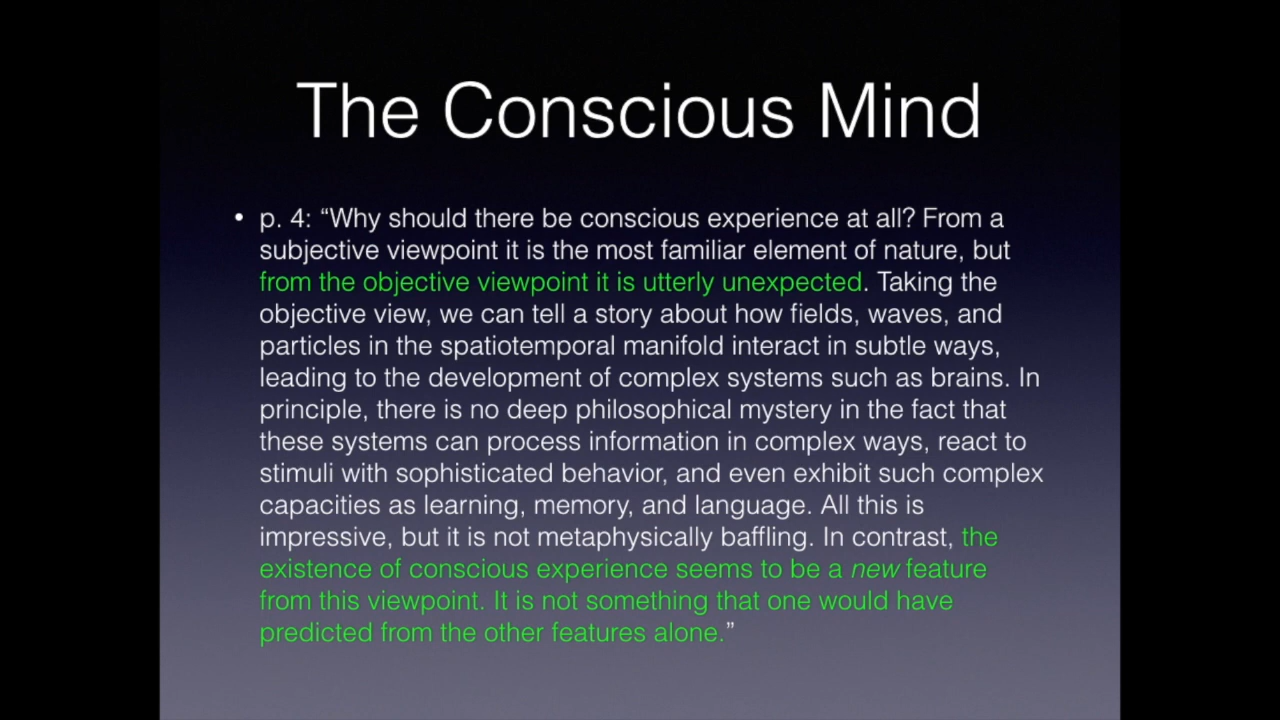 The Conscious Mind
• p. 4: “Why should there be conscious experience at all? From a
subjective viewpoint it is the most familiar element of nature, but
from the objective viewpoint it is utterly unexpected. Taking the
objective view, we can tell a story about how fields, waves, and
particles in the spatiotemporal manifold interact in subtle ways,
leading to the development of complex systems such as brains. In
principle, there is no deep philosophical mystery in the fact that
these systems can process information in complex ways, react to
stimuli with sophisticated behavior, and even exhibit such complex
capacities as learning, memory, and language. All this is
impressive, but it is not metaphysically baffling. In contrast, the
existence of conscious experience seems to be a new feature
from this viewpoint. It is not something that one would have
predicted from the other features alone.”